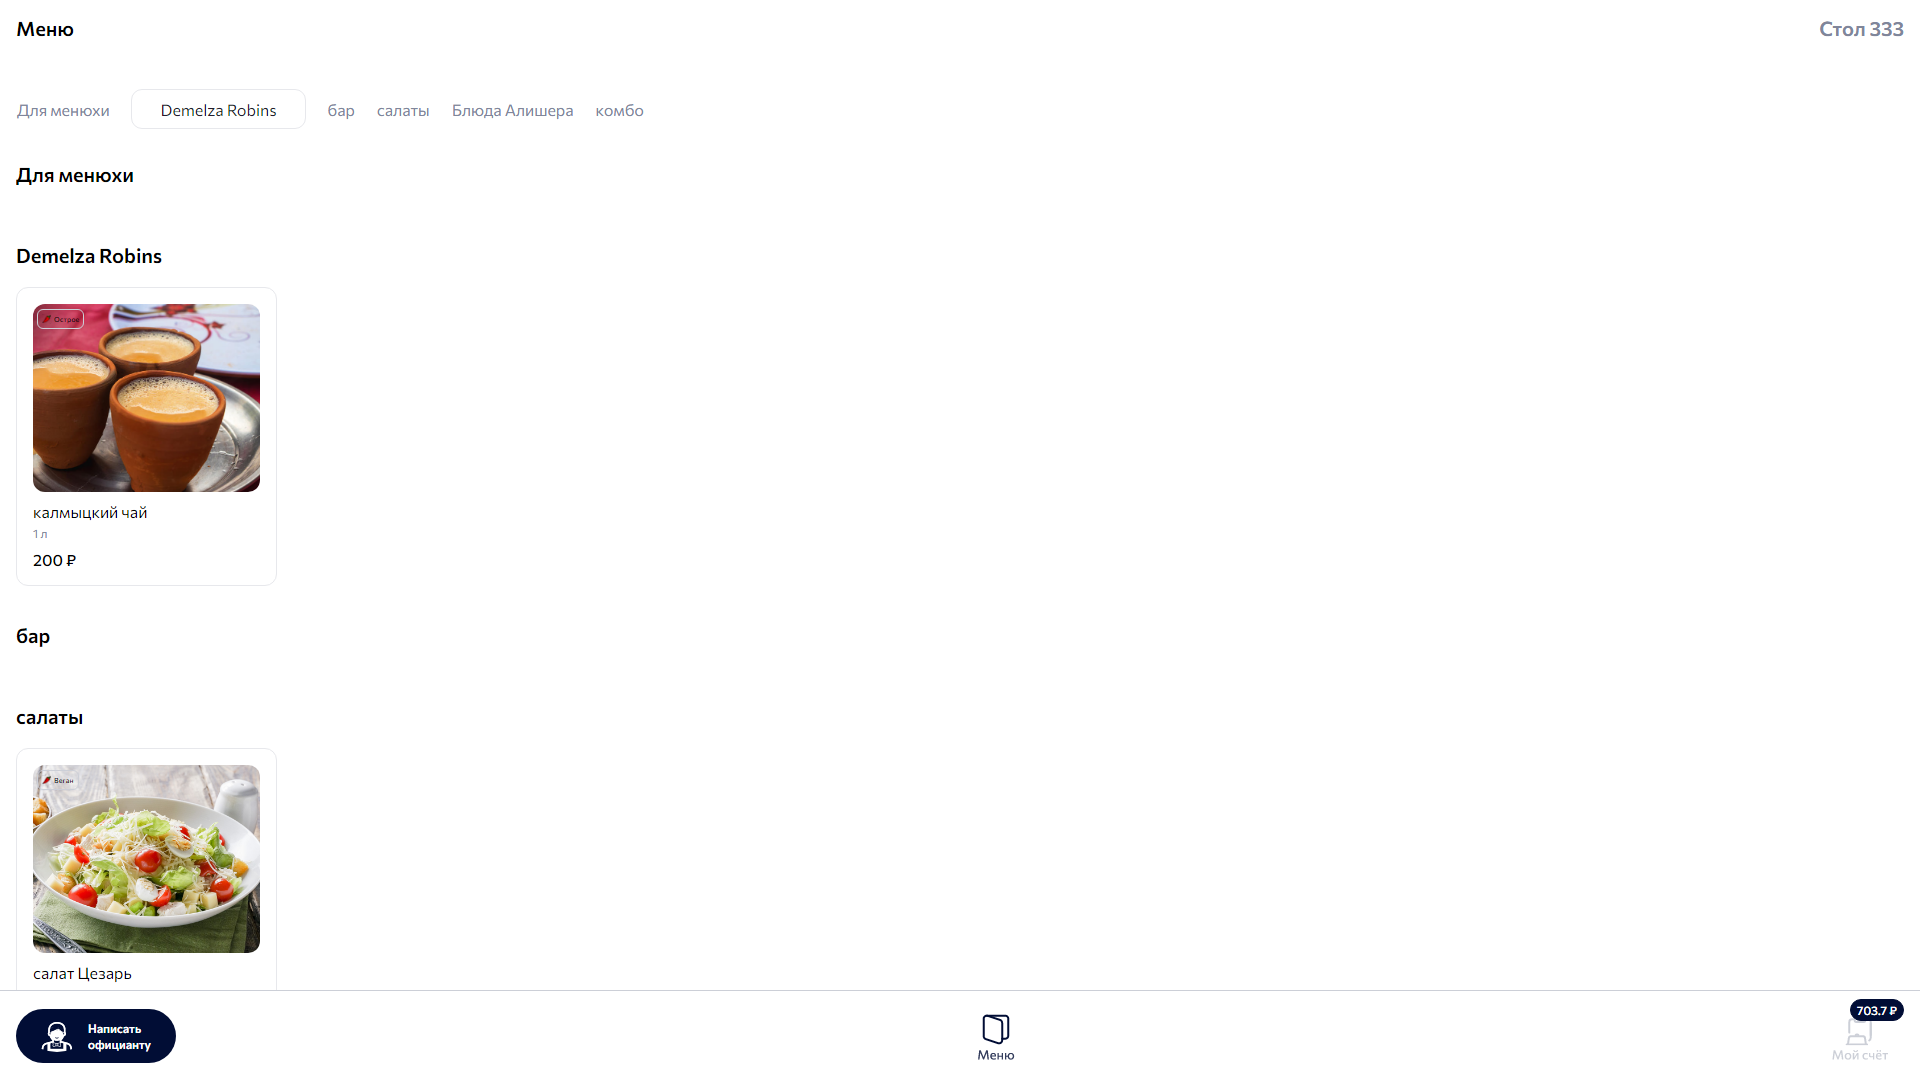 Меню
Стол 333
Для менюхи
Demelza Robins
бар
салаты
Блюда Алишера
комбо
Для менюхи
Demelza Robins
Острое
калмыцкий чай
1 л
200 ₽
бар
салаты
Веган
салат Цезарь
Написать
официанту
Меню
703.7 ₽
Мой счёт